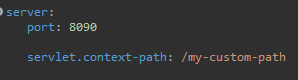 server:
port: 8090
servlet.context-path: /my-custom-path